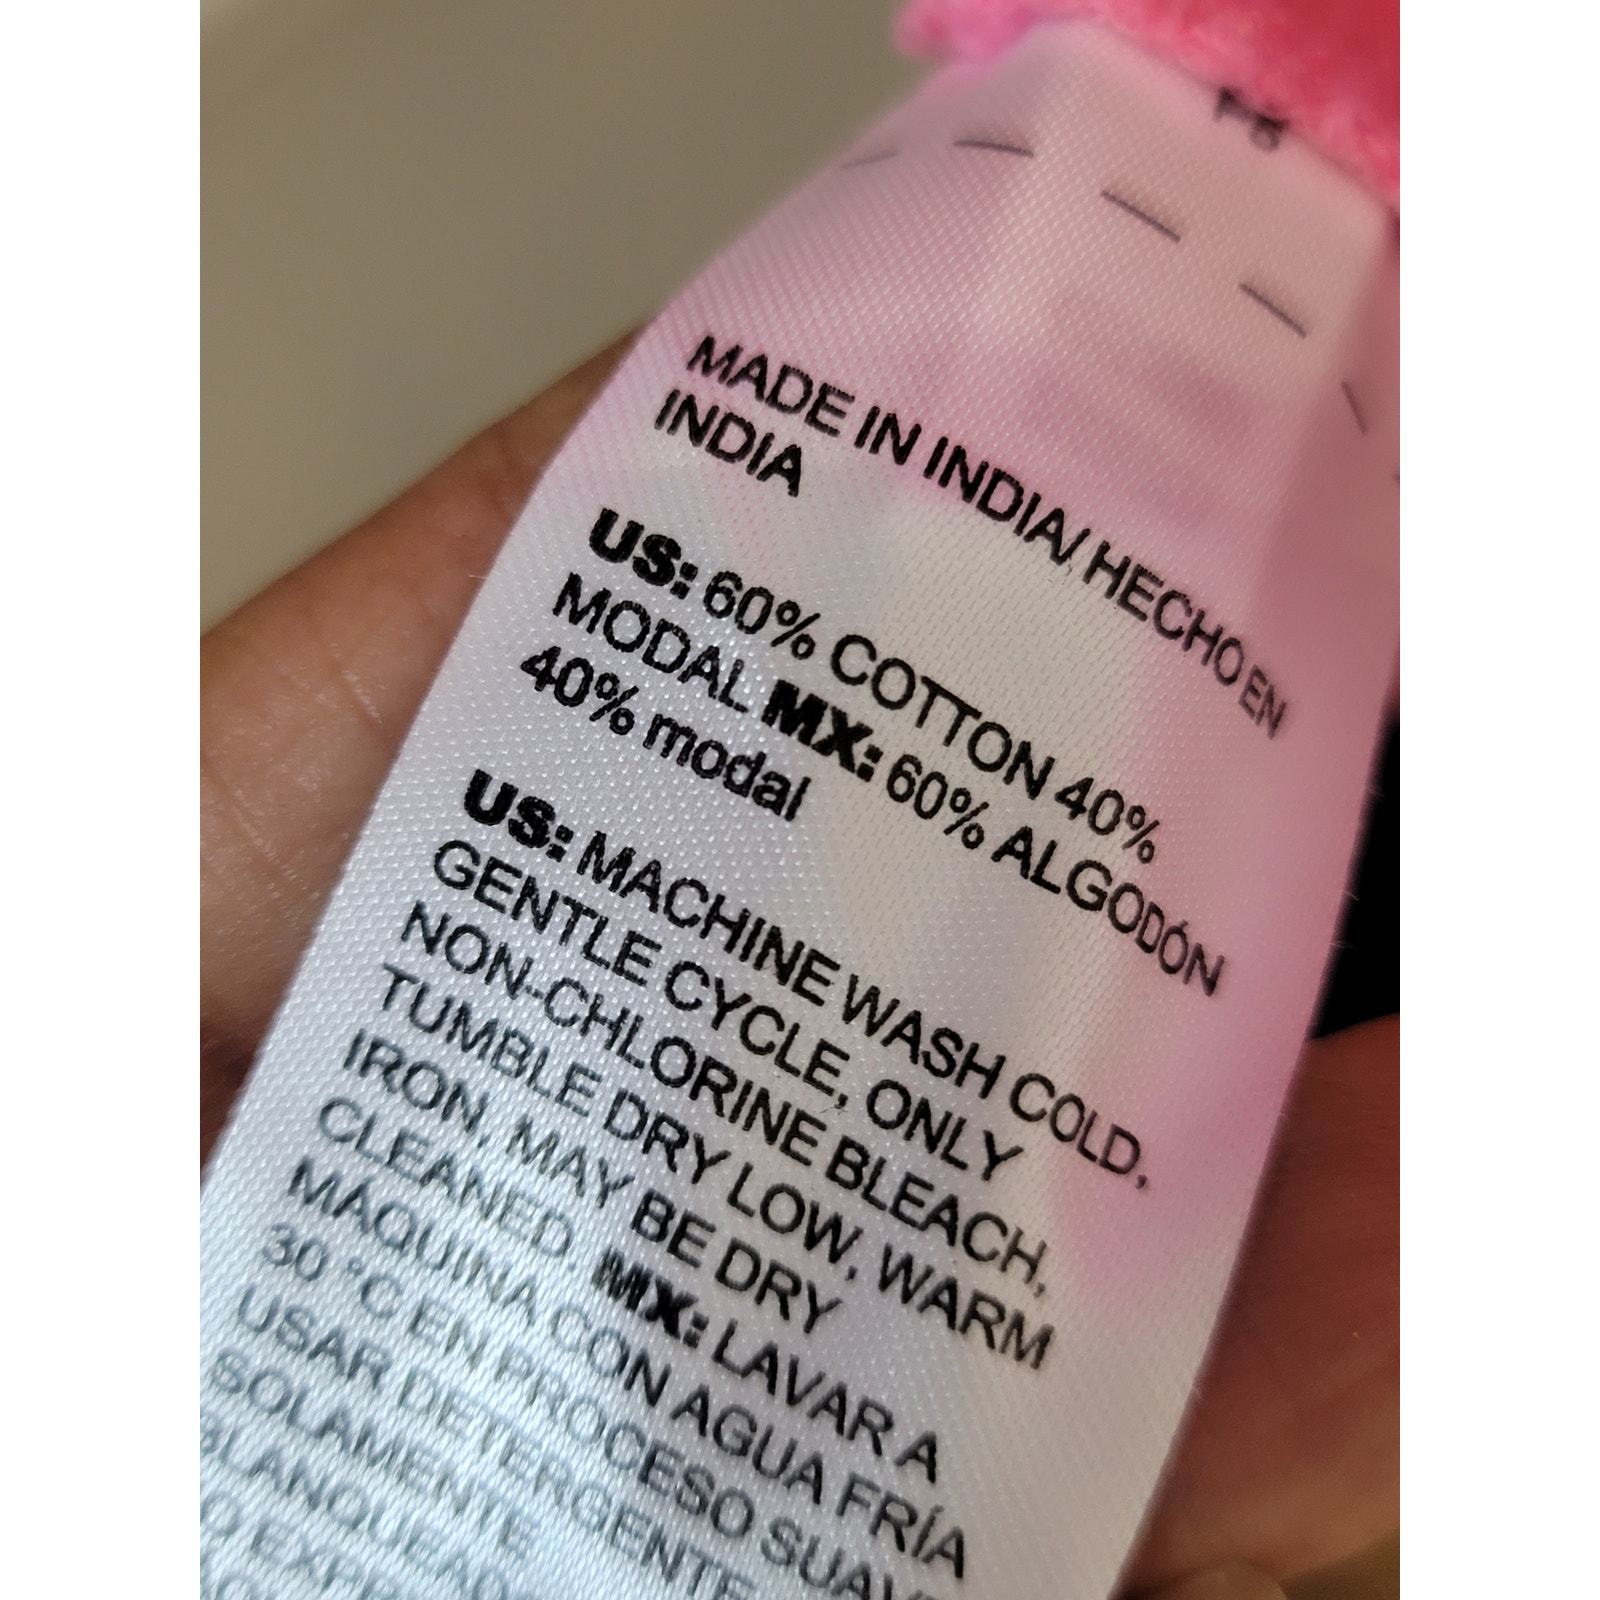 MADE IN INDIA/ HECHO EN
INDIA
US: 60% COTTON 40%
MODAL MX: 60% ALGODÓN
40% modal
US: MACHINE WASH COLD,
GENTLE CYCLE, ONLY
NON-CHLORINE BLEACH,
TUMBLE DRY LOW, WARM
IRON, MAY BE DRY
CLEANED. MX: LAVAR A
MÁQUINA CON AGUA FRÍA
30 °C EN PROCESO SUAVE
USAR DETERGENTE
SOLAMENTE